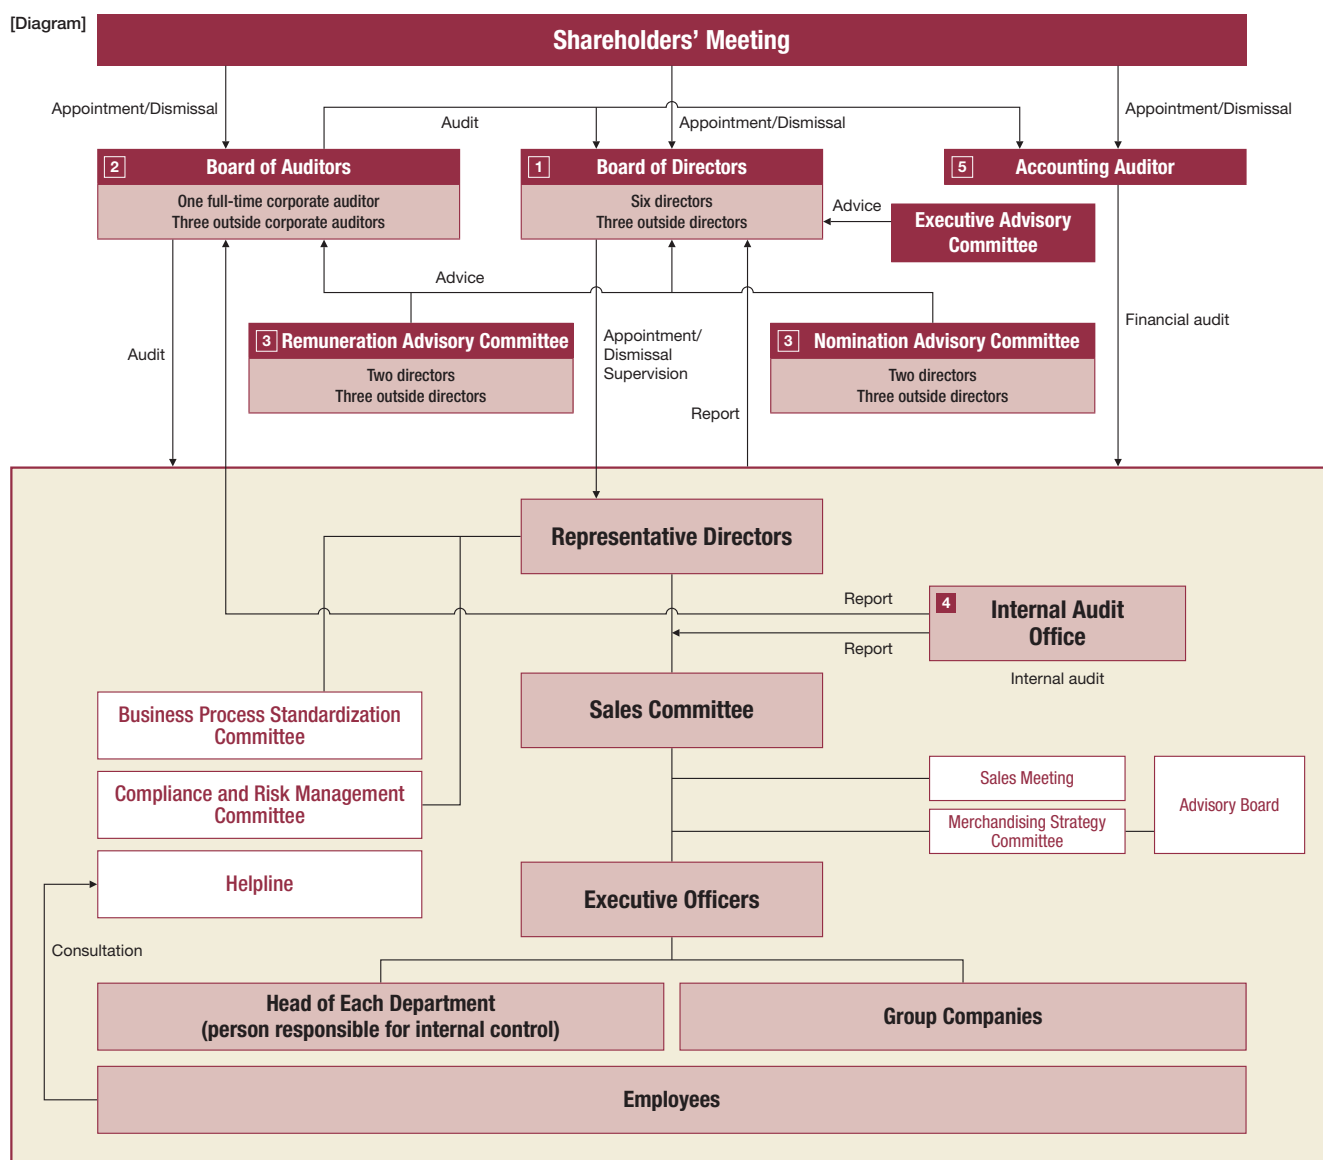 [Diagram]
Shareholders’ Meeting
Appointment/Dismissal
Audit
Appointment/Dismissal
Appointment/Dismissal
2 Board of Auditors
One full-time corporate auditor
Three outside corporate auditors
1 Board of Directors
Six directors
Three outside directors
5 Accounting Auditor
Advice
Executive Advisory
Committee
Advice
3 Remuneration Advisory Committee
Two directors
Three outside directors
Appointment/
Dismissal
Supervision
3 Nomination Advisory Committee
Two directors
Three outside directors
Financial audit
Audit
Report
Representative Directors
Report
4 Internal Audit
Office
Report
Internal audit
Business Process Standardization
Committee
Sales Committee
Compliance and Risk Management
Committee
Sales Meeting
Merchandising Strategy
Committee
Advisory Board
Helpline
Executive Officers
Consultation
Head of Each Department
(person responsible for internal control)
Group Companies
Employees